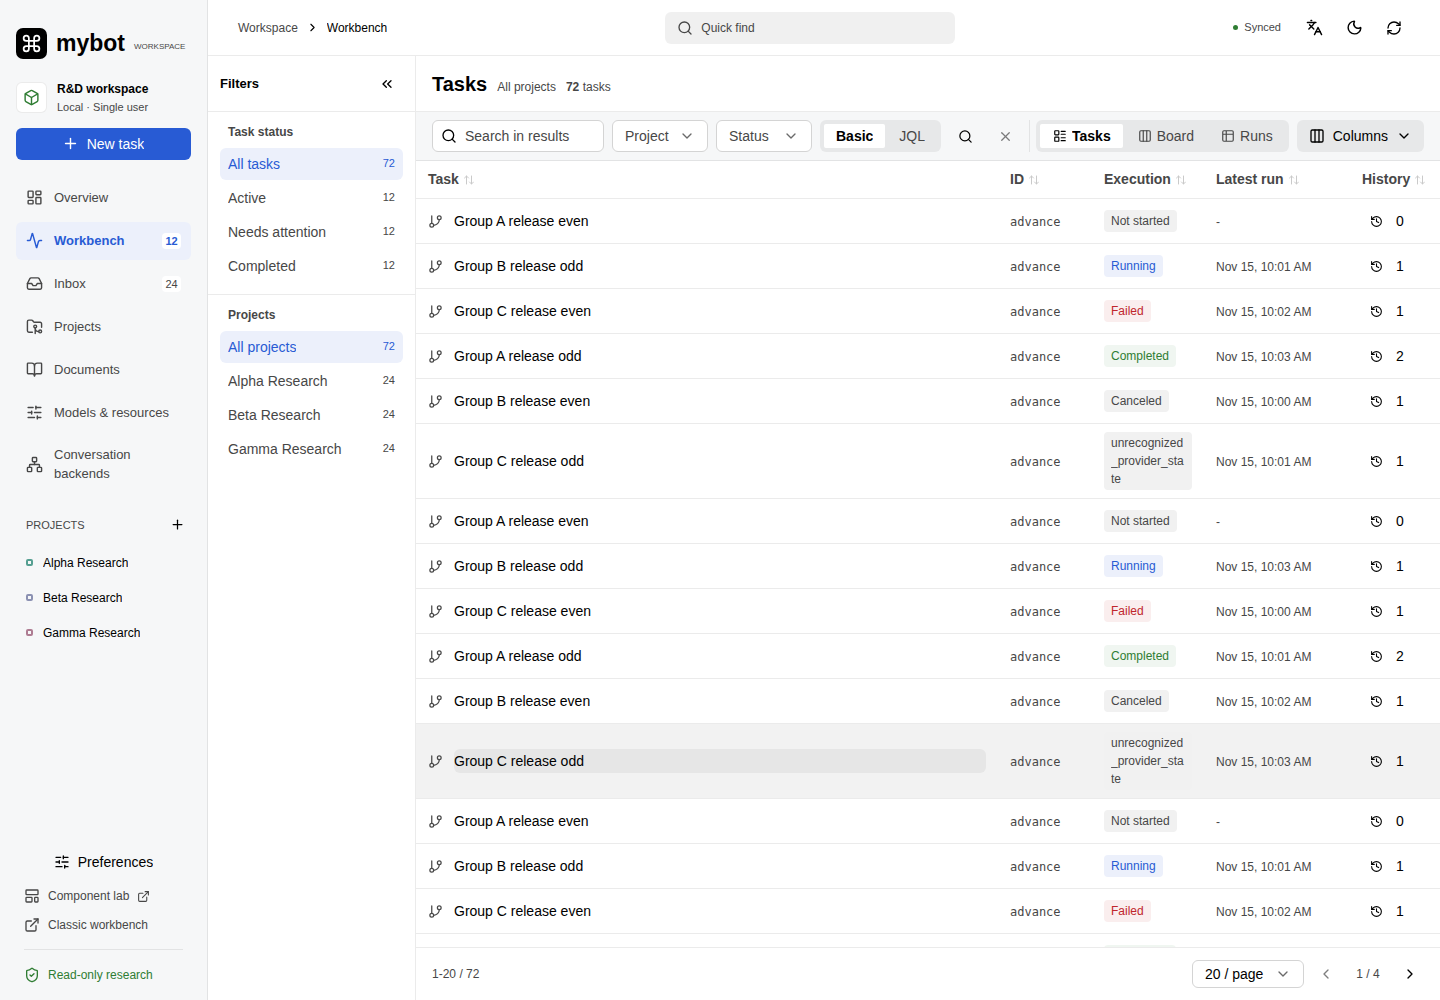 mybot WORKSPACE
R&D workspace
Local · Single user
New task
Overview
Workbench 12
Inbox 24
Projects
Documents
Models & resources
Conversation
backends
PROJECTS
Alpha Research
Beta Research
Gamma Research
Preferences
Component lab
Classic workbench
Read-only research
Workspace Workbench
Quick find
Synced
Filters
Task status
All tasks 72
Active 12
Needs attention 12
Completed 12
Projects
All projects 72
Alpha Research 24
Beta Research 24
Gamma Research 24
Tasks All projects 72 tasks
Search in results Project Status Basic JQL Tasks Board Runs Columns
Task ID Execution Latest run History
Group A release even advance Not started - 0
Group B release odd advance Running Nov 15, 10:01 AM 1
Group C release even advance Failed Nov 15, 10:02 AM 1
Group A release odd advance Completed Nov 15, 10:03 AM 2
Group B release even advance Canceled Nov 15, 10:00 AM 1
unrecognized
Group C release odd advance _provider_sta Nov 15, 10:01 AM 1
te
Group A release even advance Not started - 0
Group B release odd advance Running Nov 15, 10:03 AM 1
Group C release even advance Failed Nov 15, 10:00 AM 1
Group A release odd advance Completed Nov 15, 10:01 AM 2
Group B release even advance Canceled Nov 15, 10:02 AM 1
unrecognized
Group C release odd advance _provider_sta Nov 15, 10:03 AM 1
te
Group A release even advance Not started - 0
Group B release odd advance Running Nov 15, 10:01 AM 1
Group C release even advance Failed Nov 15, 10:02 AM 1
1-20 / 72 20 / page 1 / 4